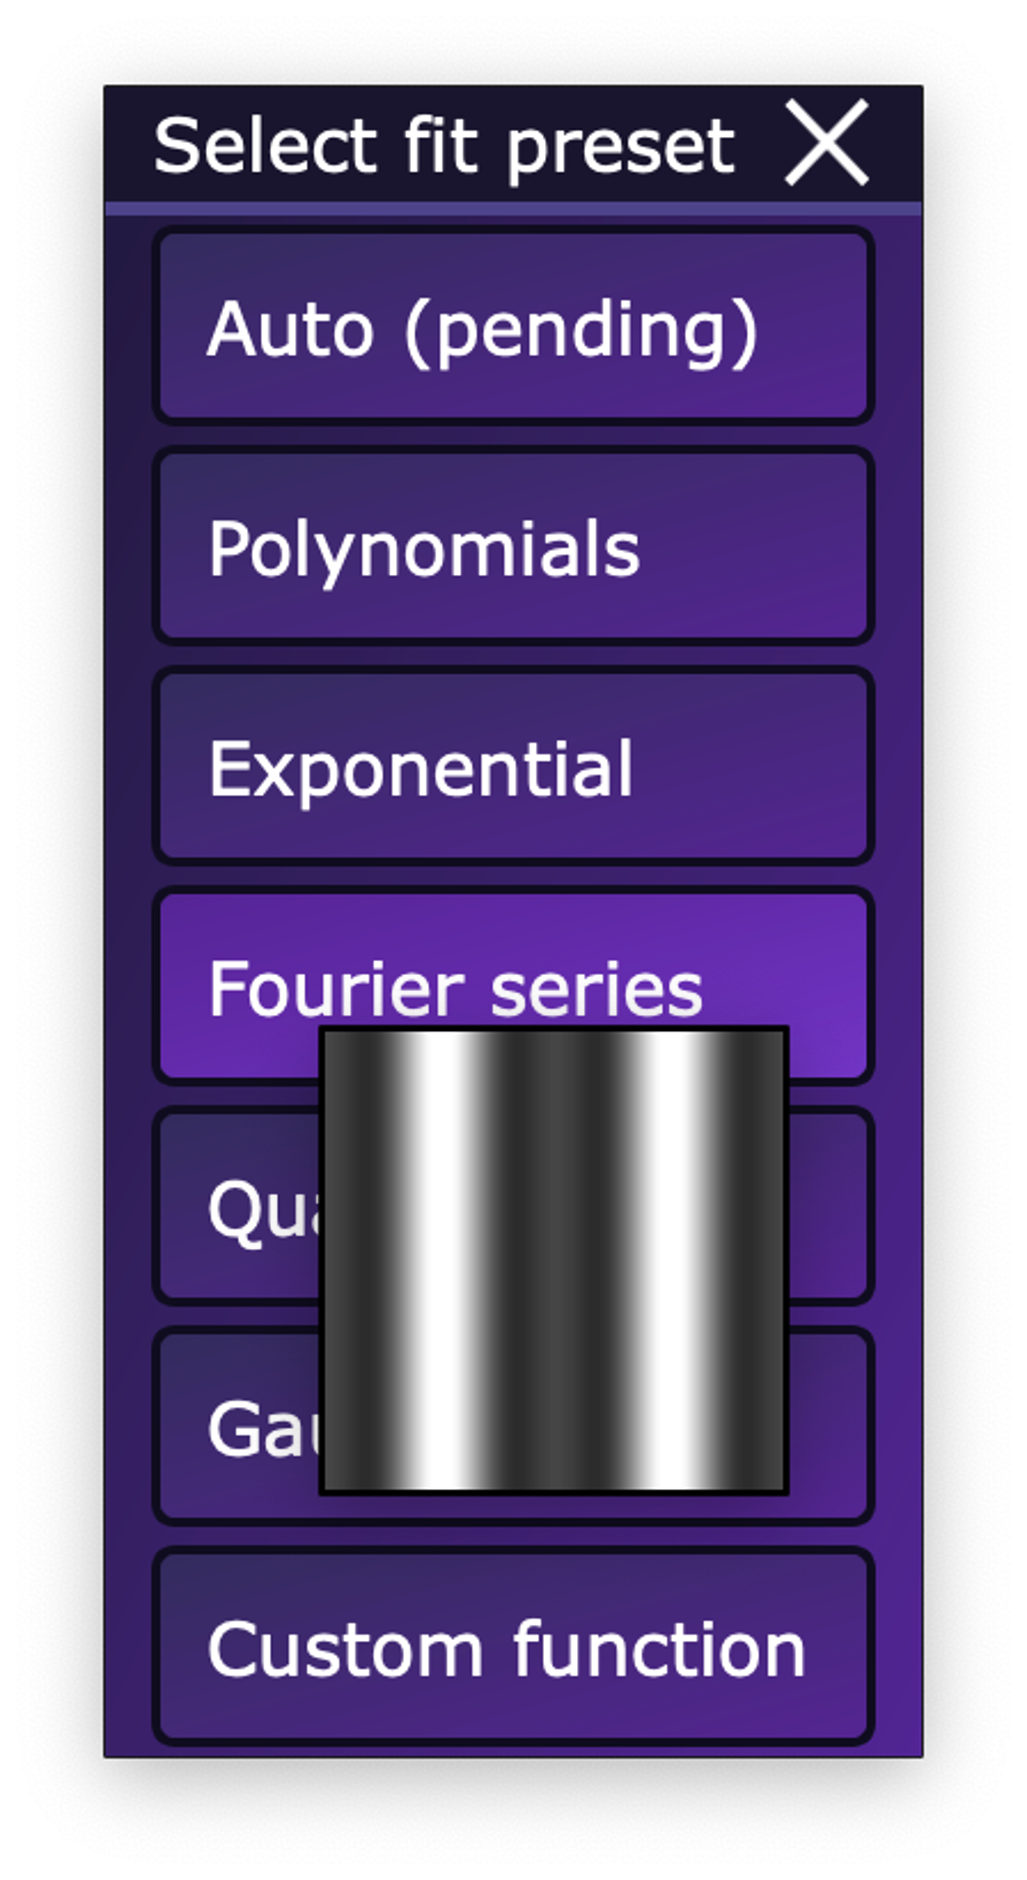 Select fit preset
Auto (pending)
Polynomials
Exponential
Fourier series
Custom function